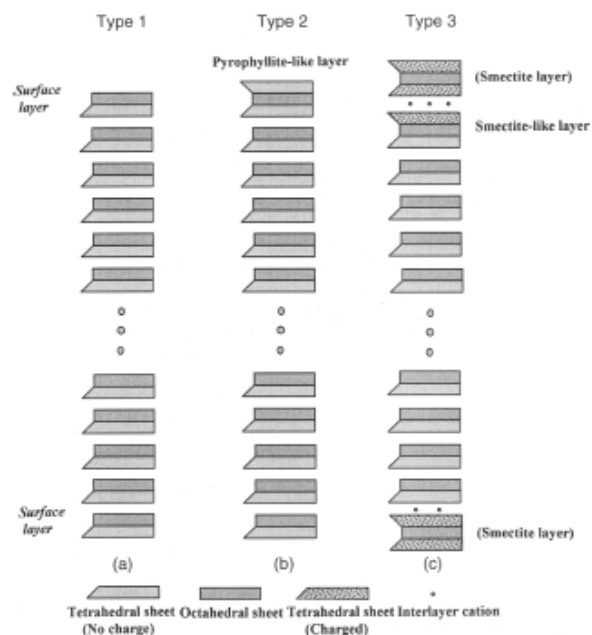 Type 1
Type 2
Type 3
Pyrophyllite-like layer
Surface
layer
(Smectite layer)
Smectite-like layer
Surface
layer
(Smectite layer)
(a)
(b)
(c)
Tetrahedral sheet Octahedral sheet Tetrahedral sheet Interlayer cation
(No charge)
(Charged)